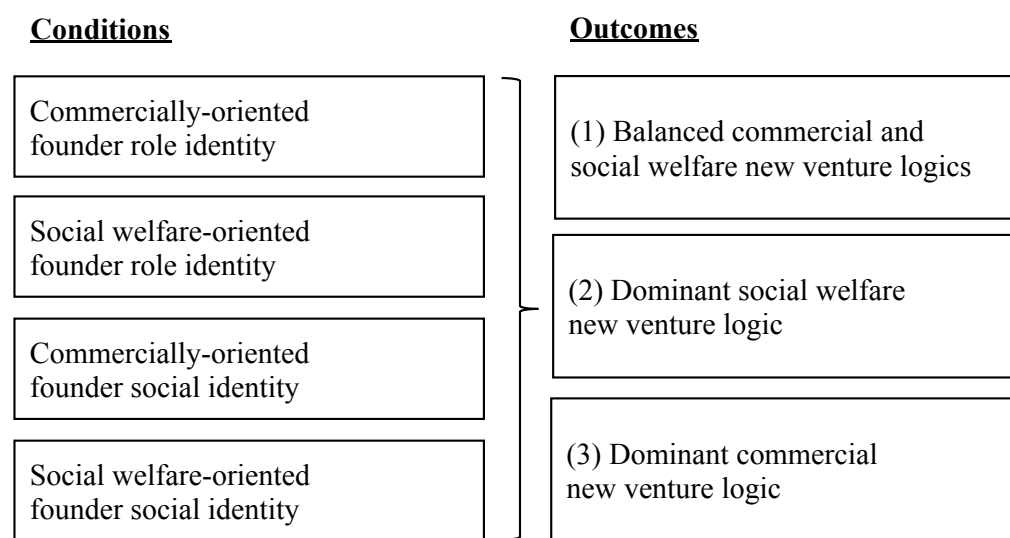 Conditions
Outcomes
Commercially-oriented
founder role identity
Social welfare-oriented
founder role identity
Commercially-oriented
founder social identity
Social welfare-oriented
founder social identity
(1) Balanced commercial and
social welfare new venture logics
(2) Dominant social welfare
new venture logic
(3) Dominant commercial
new venture logic